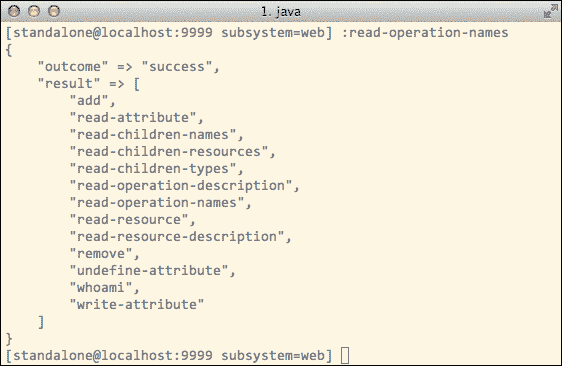 1. java
[standalone@localhost:9999 subsystem=web] :read-operation-names
{
    "outcome" => "success",
    "result" => [
        "add",
        "read-attribute",
        "read-children-names",
        "read-children-resources",
        "read-children-types",
        "read-operation-description",
        "read-operation-names",
        "read-resource",
        "read-resource-description",
        "remove",
        "undefine-attribute",
        "whoami",
        "write-attribute"
    ]
}
[standalone@localhost:9999 subsystem=web]